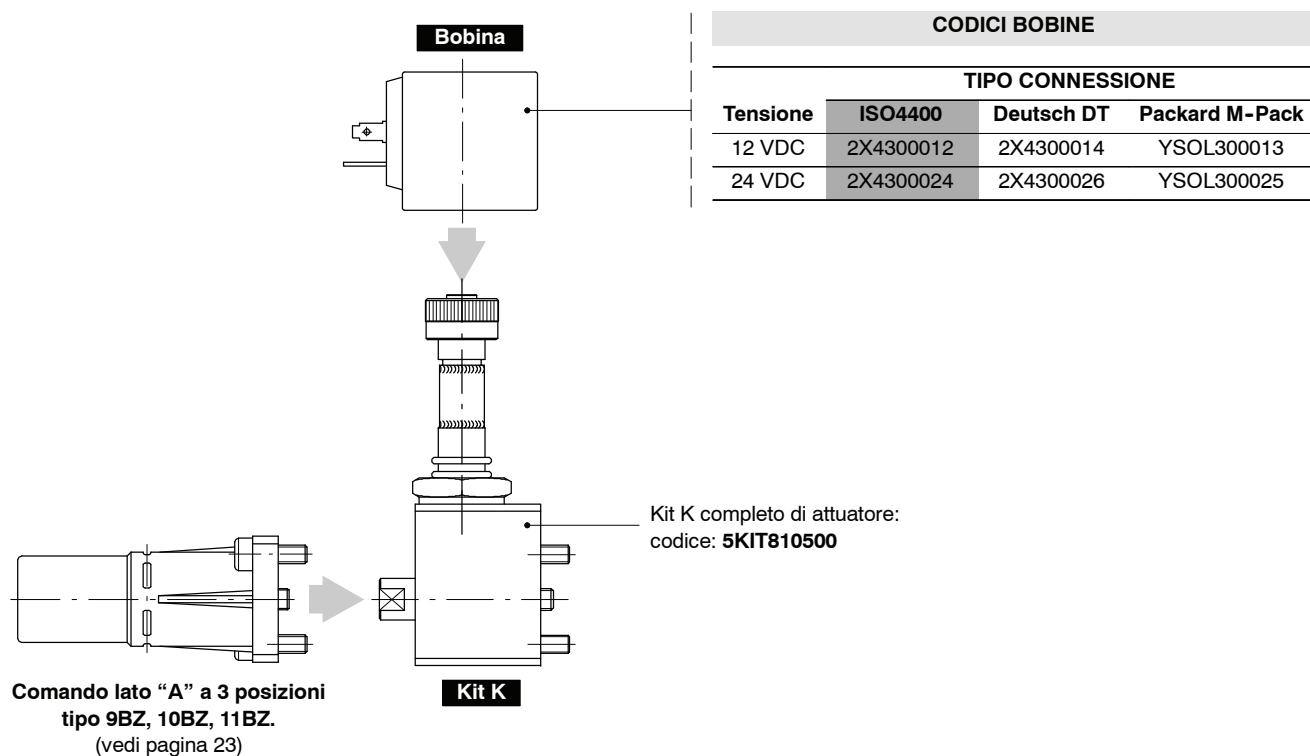 Bobina
CODICI BOBINE
TIPO CONNESSIONE
Tensione ISO4400 Deutsch DT Packard M-Pack
12 VDC 2X4300012 2X4300014 YSOL300013
24 VDC 2X4300024 2X4300026 YSOL300025
Kit K completo di attuatore:
codice: 5KIT810500
Comando lato “A” a 3 posizioni
tipo 9BZ, 10BZ, 11BZ.
(vedi pagina 23)
Kit K